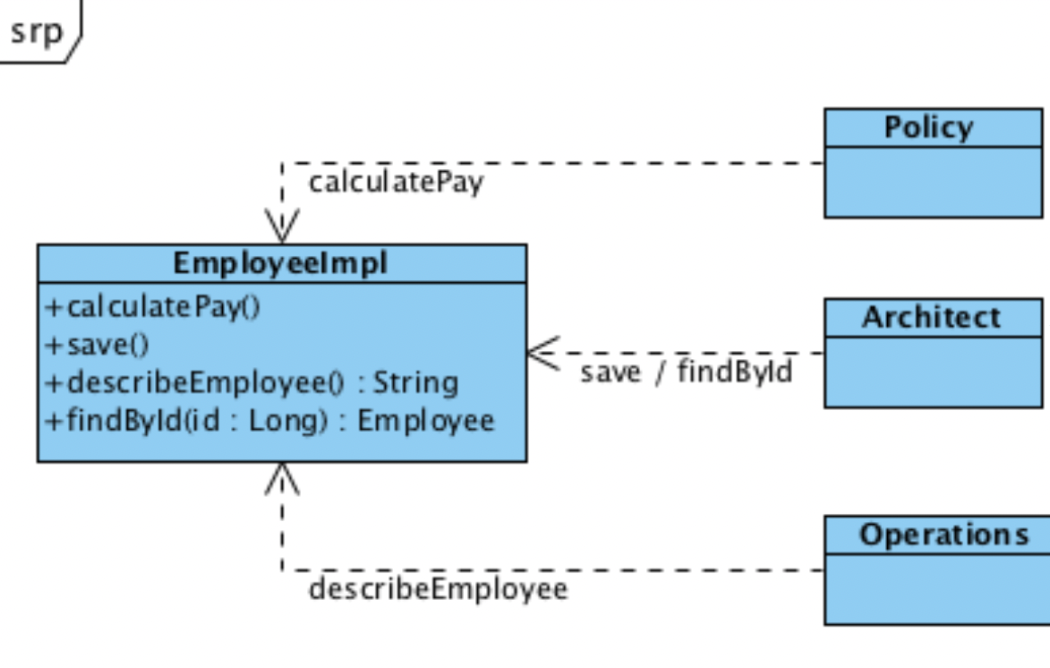 srp
Policy
calculatePay
EmployeeImpl
+calculatePay()
+save()
+describeEmployee() : String
+findById(id : Long) : Employee
Architect
save / findById
Operations
describeEmployee